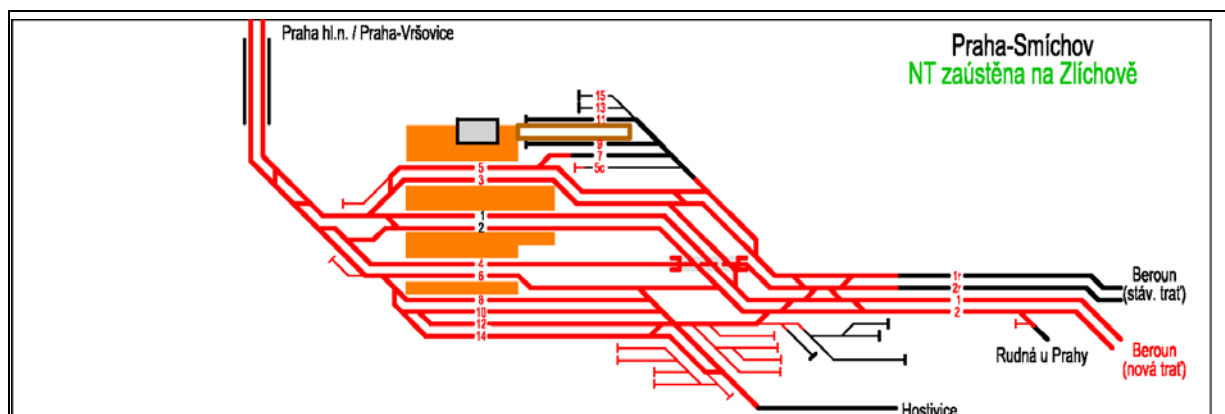 Praha hl.n. / Praha-Vršovice
Praha-Smíchov
NT zaústěna na Zlíchově
15
13
11
9
7
5c
5
3
1
2
4
6
8
10
12
14
1r
2r
1
2
Beroun
(stáv. trať)
Rudná u Prahy
Beroun
(nová trať)
Hostivice